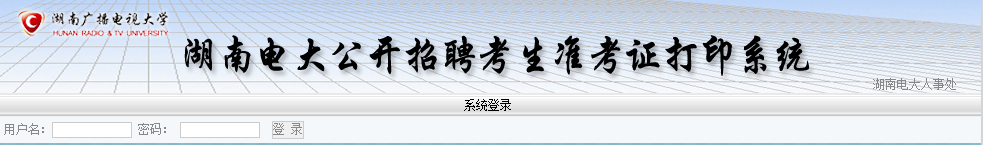 湖南广播电视大学
HUNAN RADIO & TV UNIVERSITY
湖南电大公开招聘考生准考证打印系统
湖南电大人事处
系统登录
用户名： 密码： 登 录